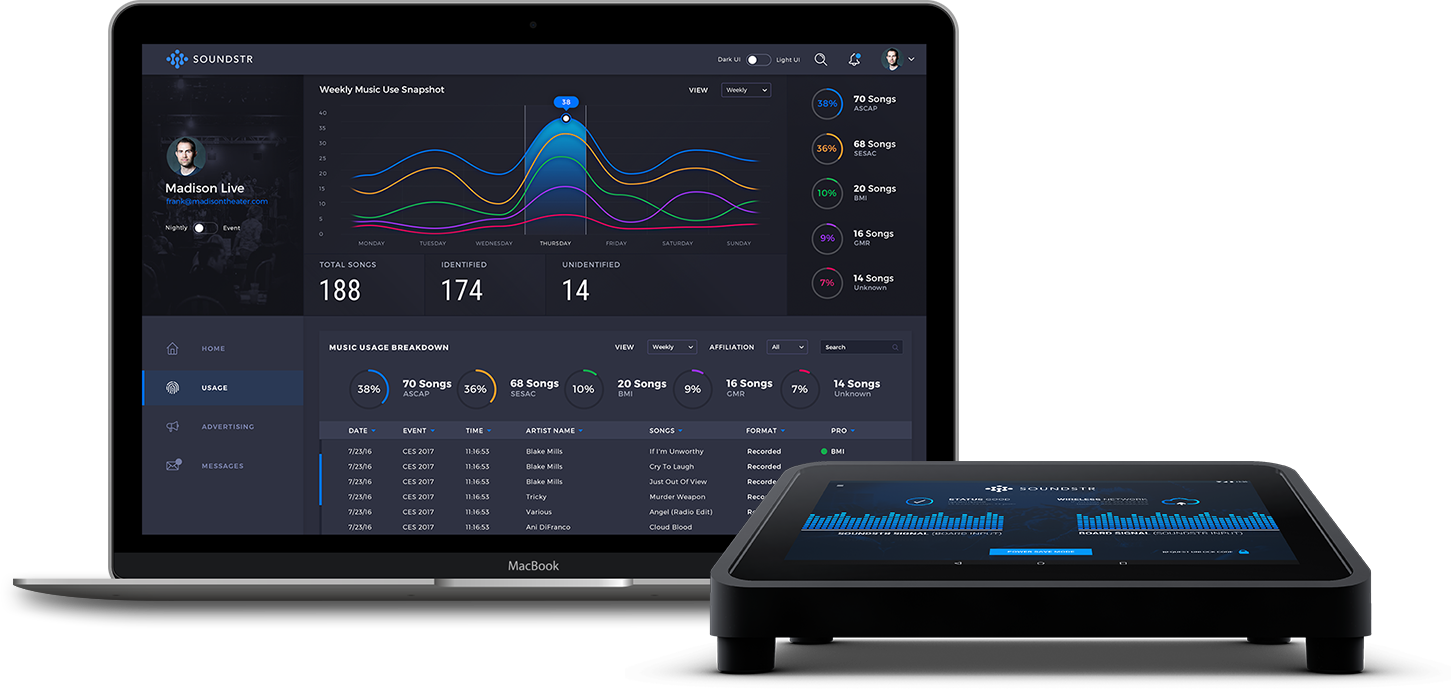 SOUNDSTR
Dark UI Light UI
Weekly Music Use Snapshot
VIEW Weekly
38
40
35
30
25
20
15
10
5
0
MONDAY TUESDAY WEDNESDAY THURSDAY FRIDAY SATURDAY SUNDAY
Madison Live
frank@madisontheater.com
Nightly Event
38% 70 Songs
ASCAP
36% 68 Songs
SESAC
10% 20 Songs
BMI
9% 16 Songs
GMR
7% 14 Songs
Unknown
TOTAL SONGS IDENTIFIED UNIDENTIFIED
188 174 14
HOME
USAGE
ADVERTISING
MESSAGES
MUSIC USAGE BREAKDOWN VIEW Weekly AFFILIATION All Search
38% 70 Songs 36% 68 Songs 10% 20 Songs 9% 16 Songs 7% 14 Songs
ASCAP SESAC BMI GMR Unknown
DATE EVENT TIME ARTIST NAME SONGS FORMAT PRO
7/23/16 CES 2017 11:16:53 Blake Mills If I'm Unworthy Recorded BMI
7/23/16 CES 2017 11:16:53 Blake Mills Cry To Laugh Recorded
7/23/16 CES 2017 11:16:53 Blake Mills Just Out Of View Recorded
7/23/16 CES 2017 11:16:53 Tricky Murder Weapon
7/23/16 CES 2017 11:16:53 Various Angel (Radio Edit)
7/23/16 CES 2017 11:16:53 Ani DiFranco Cloud Blood
MacBook
SOUNDSTR
STATUS GOOD WIRELESS NETWORK
SOUNDSTR SIGNAL (BOARD INPUT) BOARD SIGNAL (SOUNDSTR INPUT)
POWER SAVE MODE REQUEST UNLOCK CODE